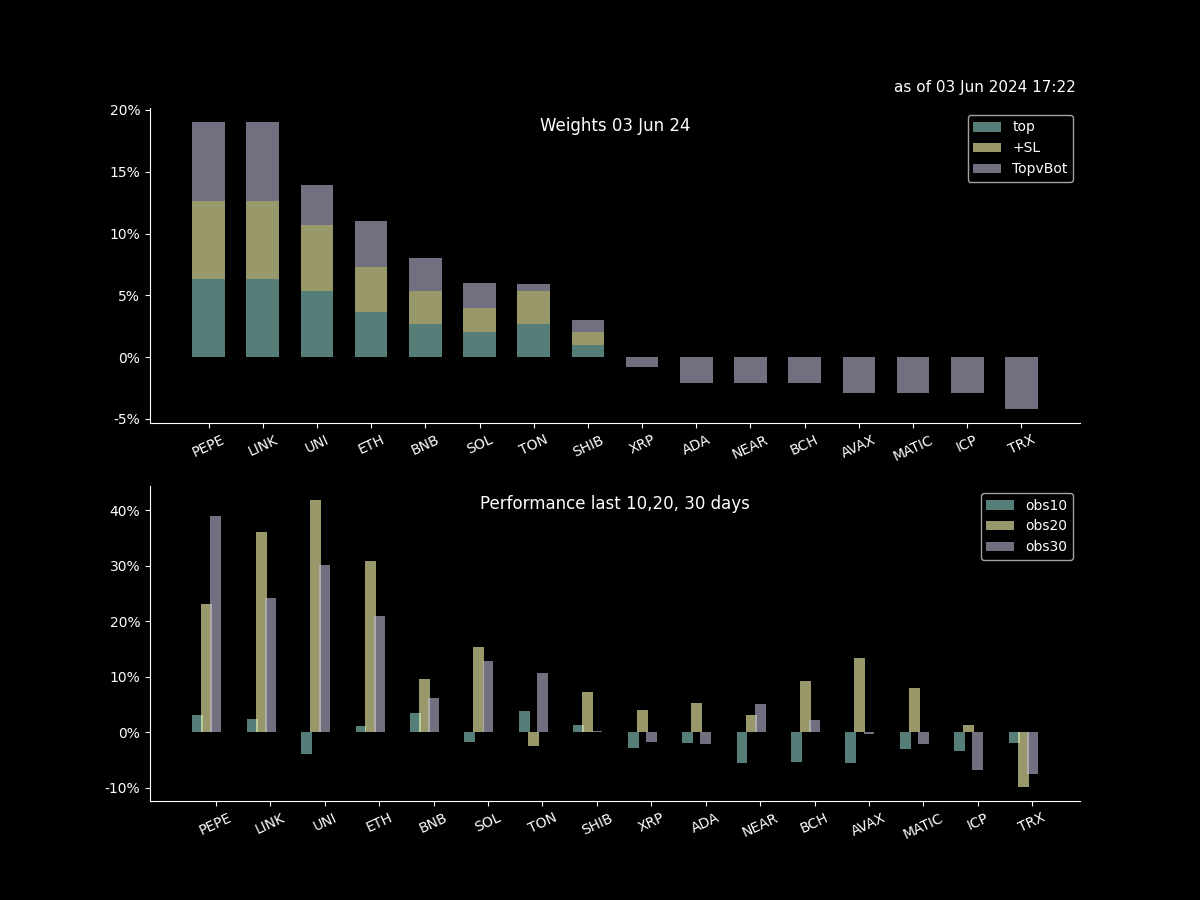 as of 03 Jun 2024 17:22
Weights 03 Jun 24
top
+SL
TopvBot
20%
15%
10%
5%
0%
-5%
PEPE LINK UNI ETH BNB SOL TON SHIB XRP ADA NEAR BCH AVAX MATIC ICP TRX
Performance last 10,20, 30 days
obs10
obs20
obs30
40%
30%
20%
10%
0%
-10%
PEPE LINK UNI ETH BNB SOL TON SHIB XRP ADA NEAR BCH AVAX MATIC ICP TRX